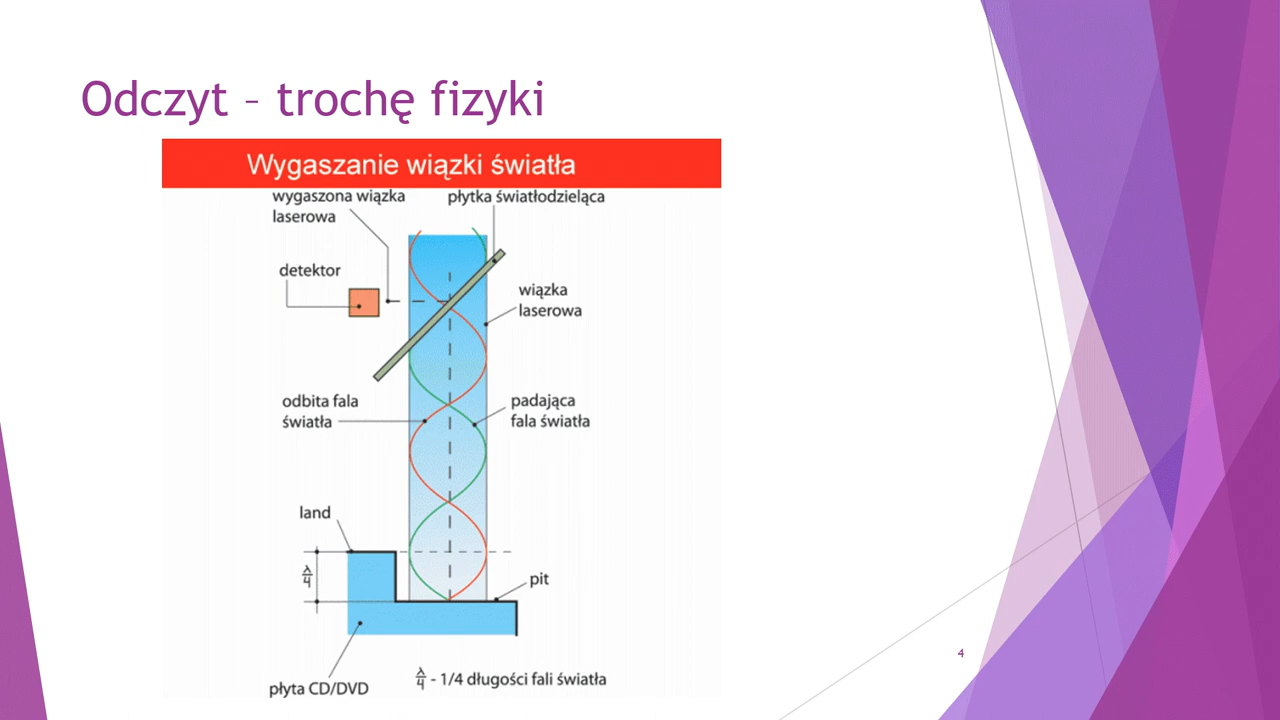 Odczyt – trochę fizyki
Wygaszanie wiązki światła
wygaszona wiązka
laserowa
płytka światłodzieląca
detektor
wiązka
laserowa
odbita fala
światła
padająca
fala światła
land
λ/4
pit
płyta CD/DVD
λ/4 - 1/4 długości fali światła
4